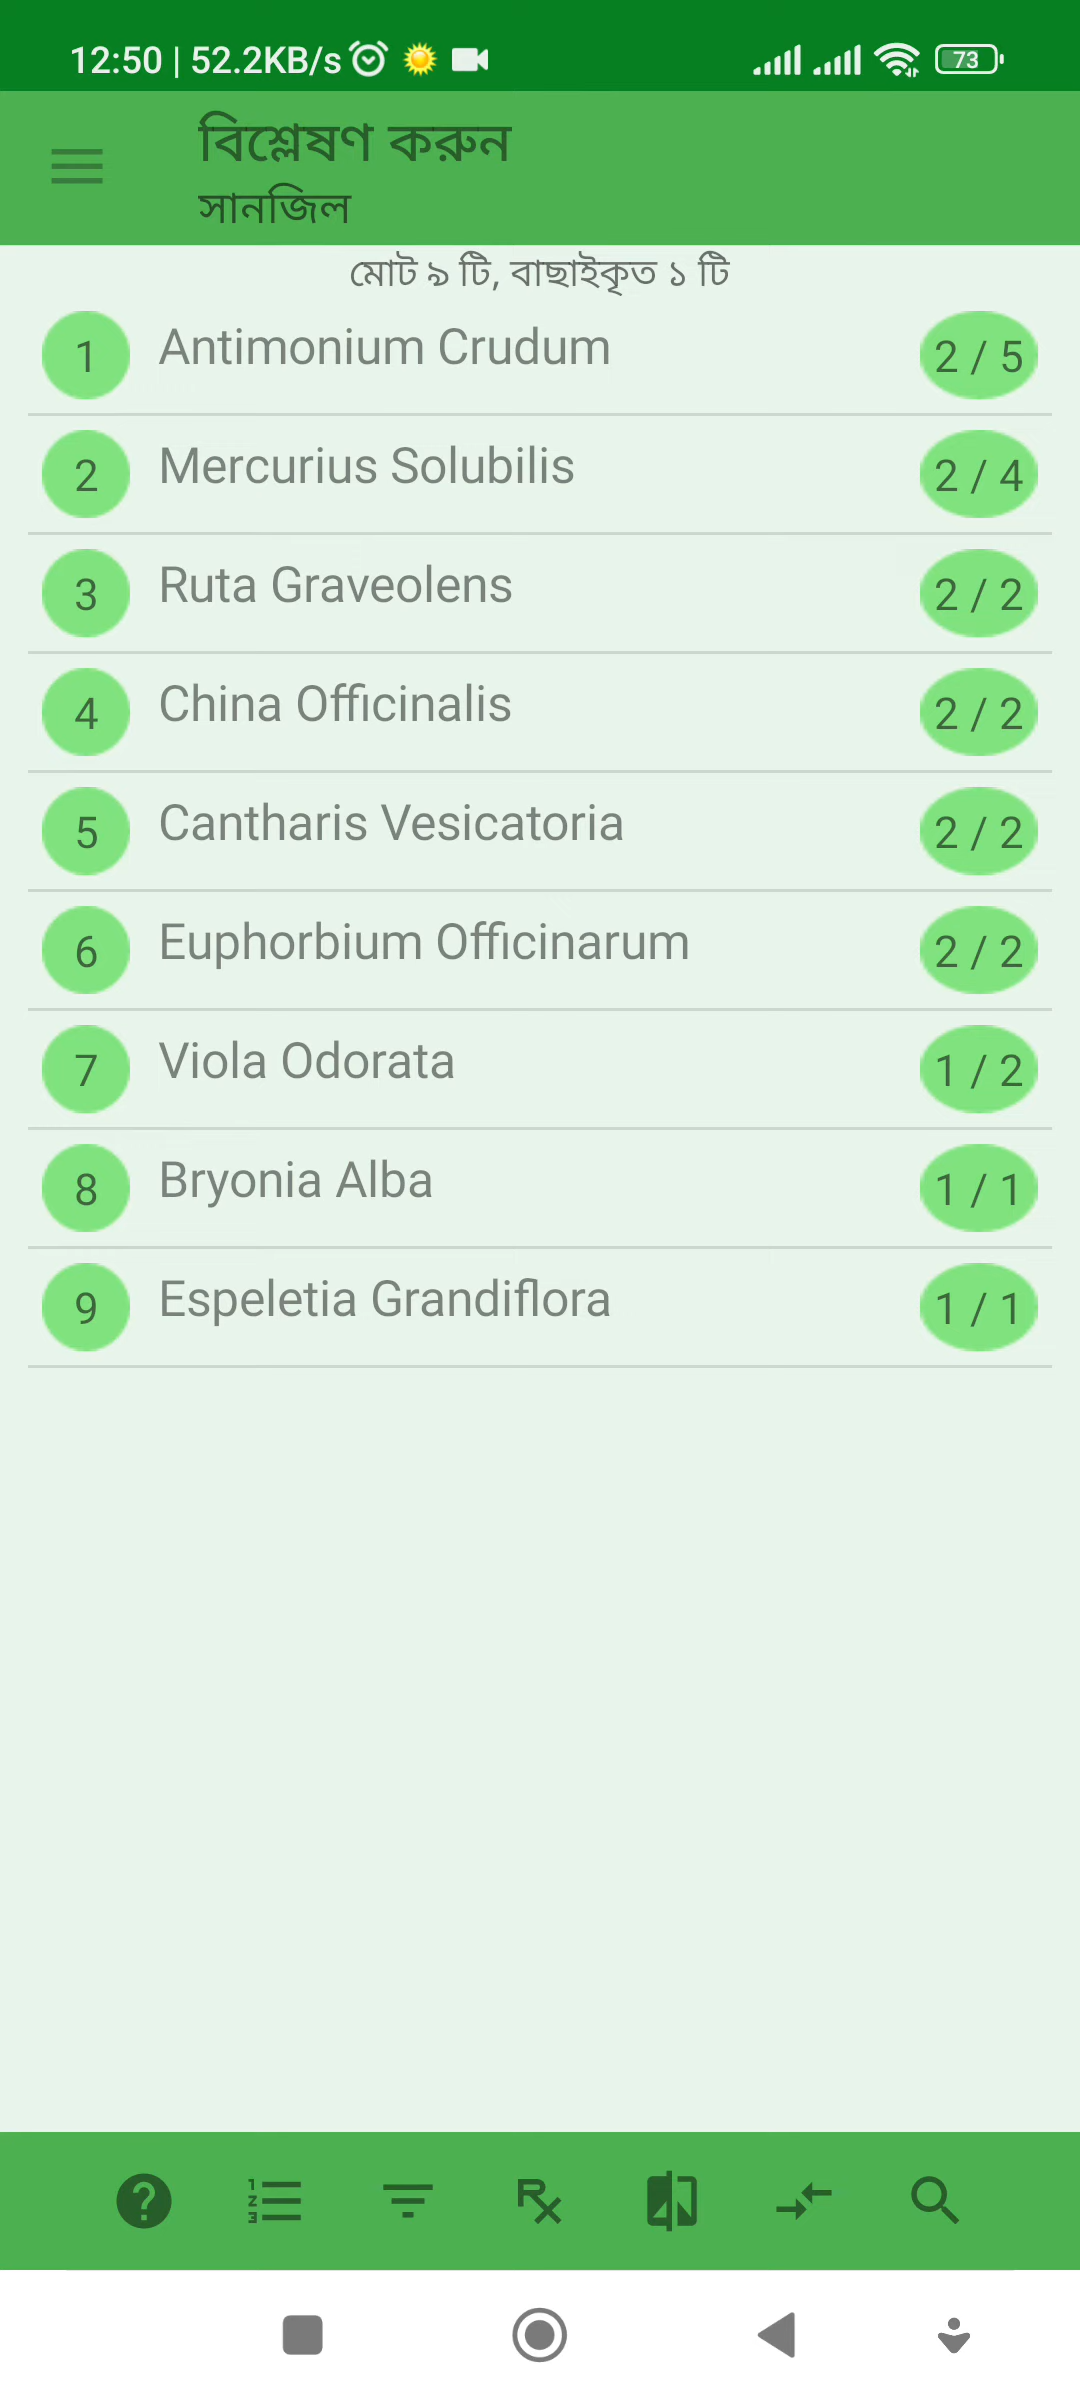 12:50 | 52.2KB/s 73
বিশ্লেষণ করুন
সানজিল
মোট ৯ টি, বাছাইকৃত ১ টি
1 Antimonium Crudum 2 / 5
2 Mercurius Solubilis 2 / 4
3 Ruta Graveolens 2 / 2
4 China Officinalis 2 / 2
5 Cantharis Vesicatoria 2 / 2
6 Euphorbium Officinarum 2 / 2
7 Viola Odorata 1 / 2
8 Bryonia Alba 1 / 1
9 Espeletia Grandiflora 1 / 1